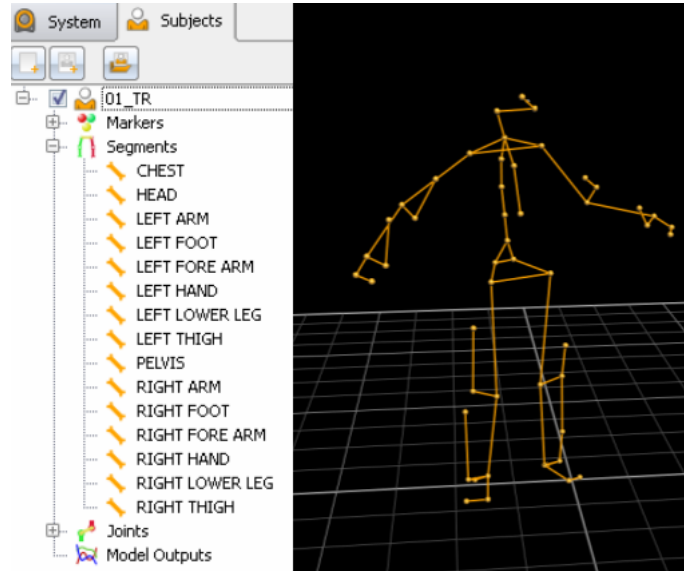 System
Subjects
01_TR
Markers
Segments
CHEST
HEAD
LEFT ARM
LEFT FOOT
LEFT FORE ARM
LEFT HAND
LEFT LOWER LEG
LEFT THIGH
PELVIS
RIGHT ARM
RIGHT FOOT
RIGHT FORE ARM
RIGHT HAND
RIGHT LOWER LEG
RIGHT THIGH
Joints
Model Outputs